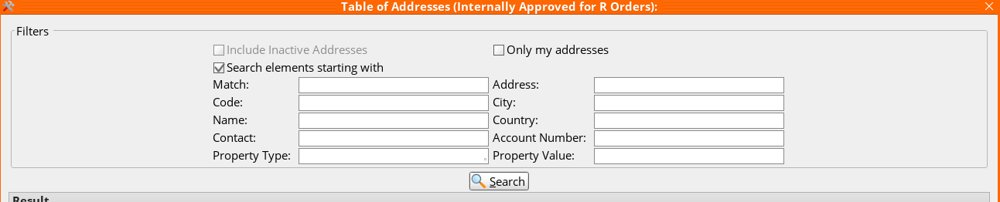 Table of Addresses (Internally Approved for R Orders):
Filters
Include Inactive Addresses Only my addresses
Search elements starting with
Match: Address:
Code: City:
Name: Country:
Contact: Account Number:
Property Type: Property Value:
Search
Result